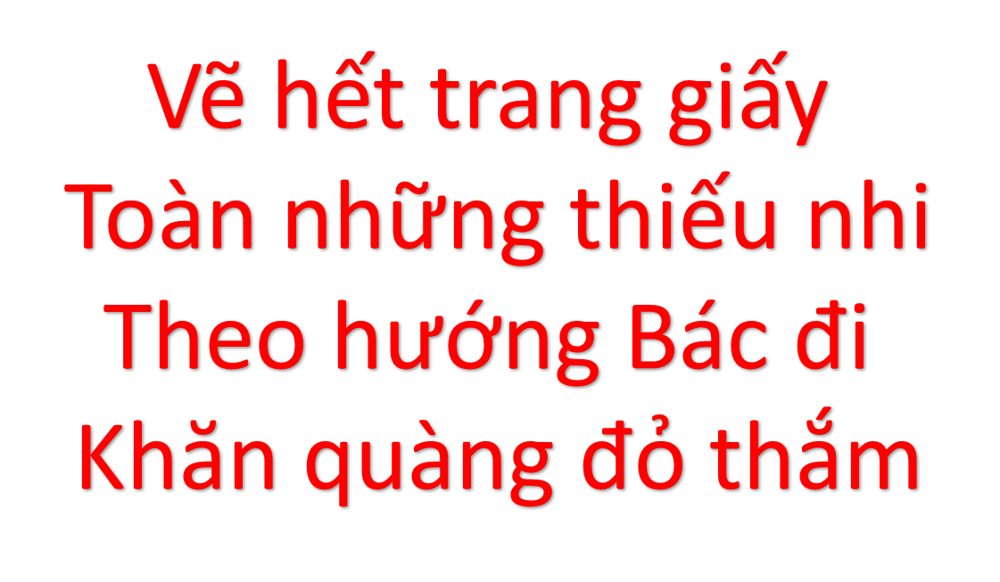 Vẽ hết trang giấy
Toàn những thiếu nhi
Theo hướng Bác đi
Khăn quàng đỏ thắm